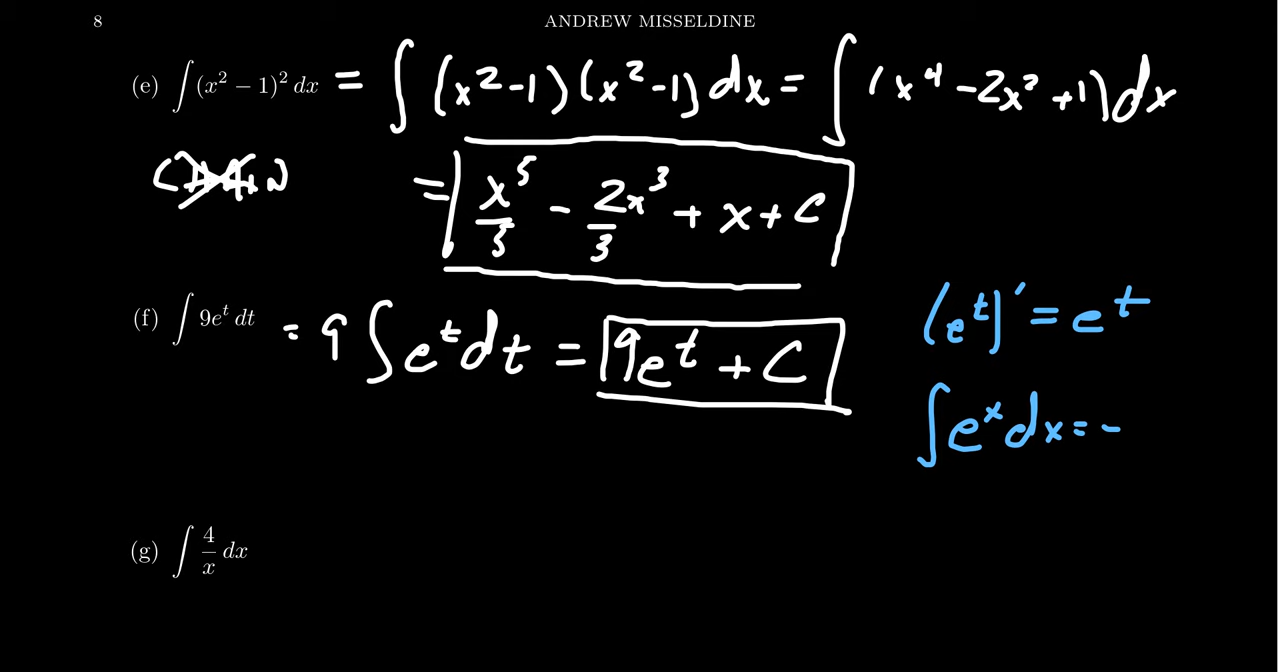 8 ANDREW MISSELDINE
(e) ∫(x² − 1)² dx = ∫(x²-1)(x²-1)dx = ∫(x⁴ -2x² +1)dx
= x⁵/5 - 2x³/3 + x + C
(f) ∫ 9eᵗ dt = 9∫eᵗdt = 9eᵗ + C
(eᵗ)' = eᵗ
∫eˣdx = -
(g) ∫ 4/x dx